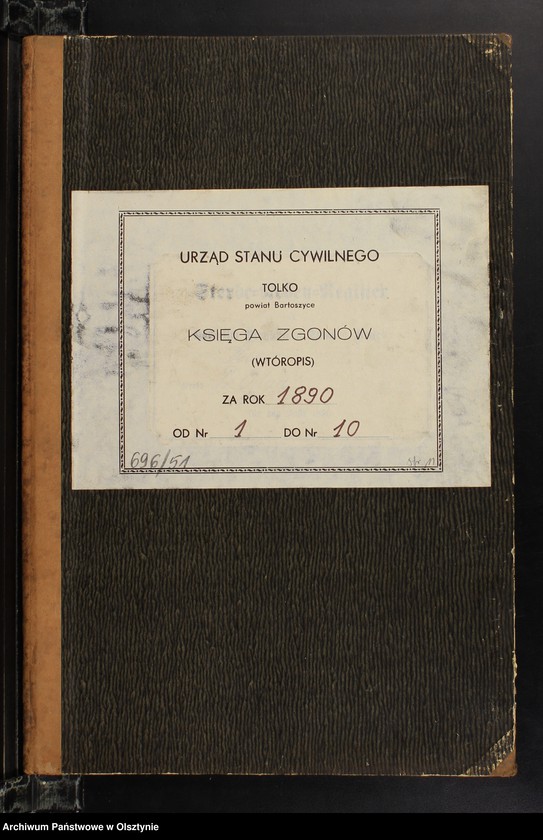 URZĄD STANU CYWILNEGO
TOLKO
powiat Bartoszyce
KSIĘGA ZGONÓW
(WTÓROPIS)
ZA ROK 1890
OD Nr 1 DO Nr 10
696/51
Archiwum Państwowe w Olsztynie